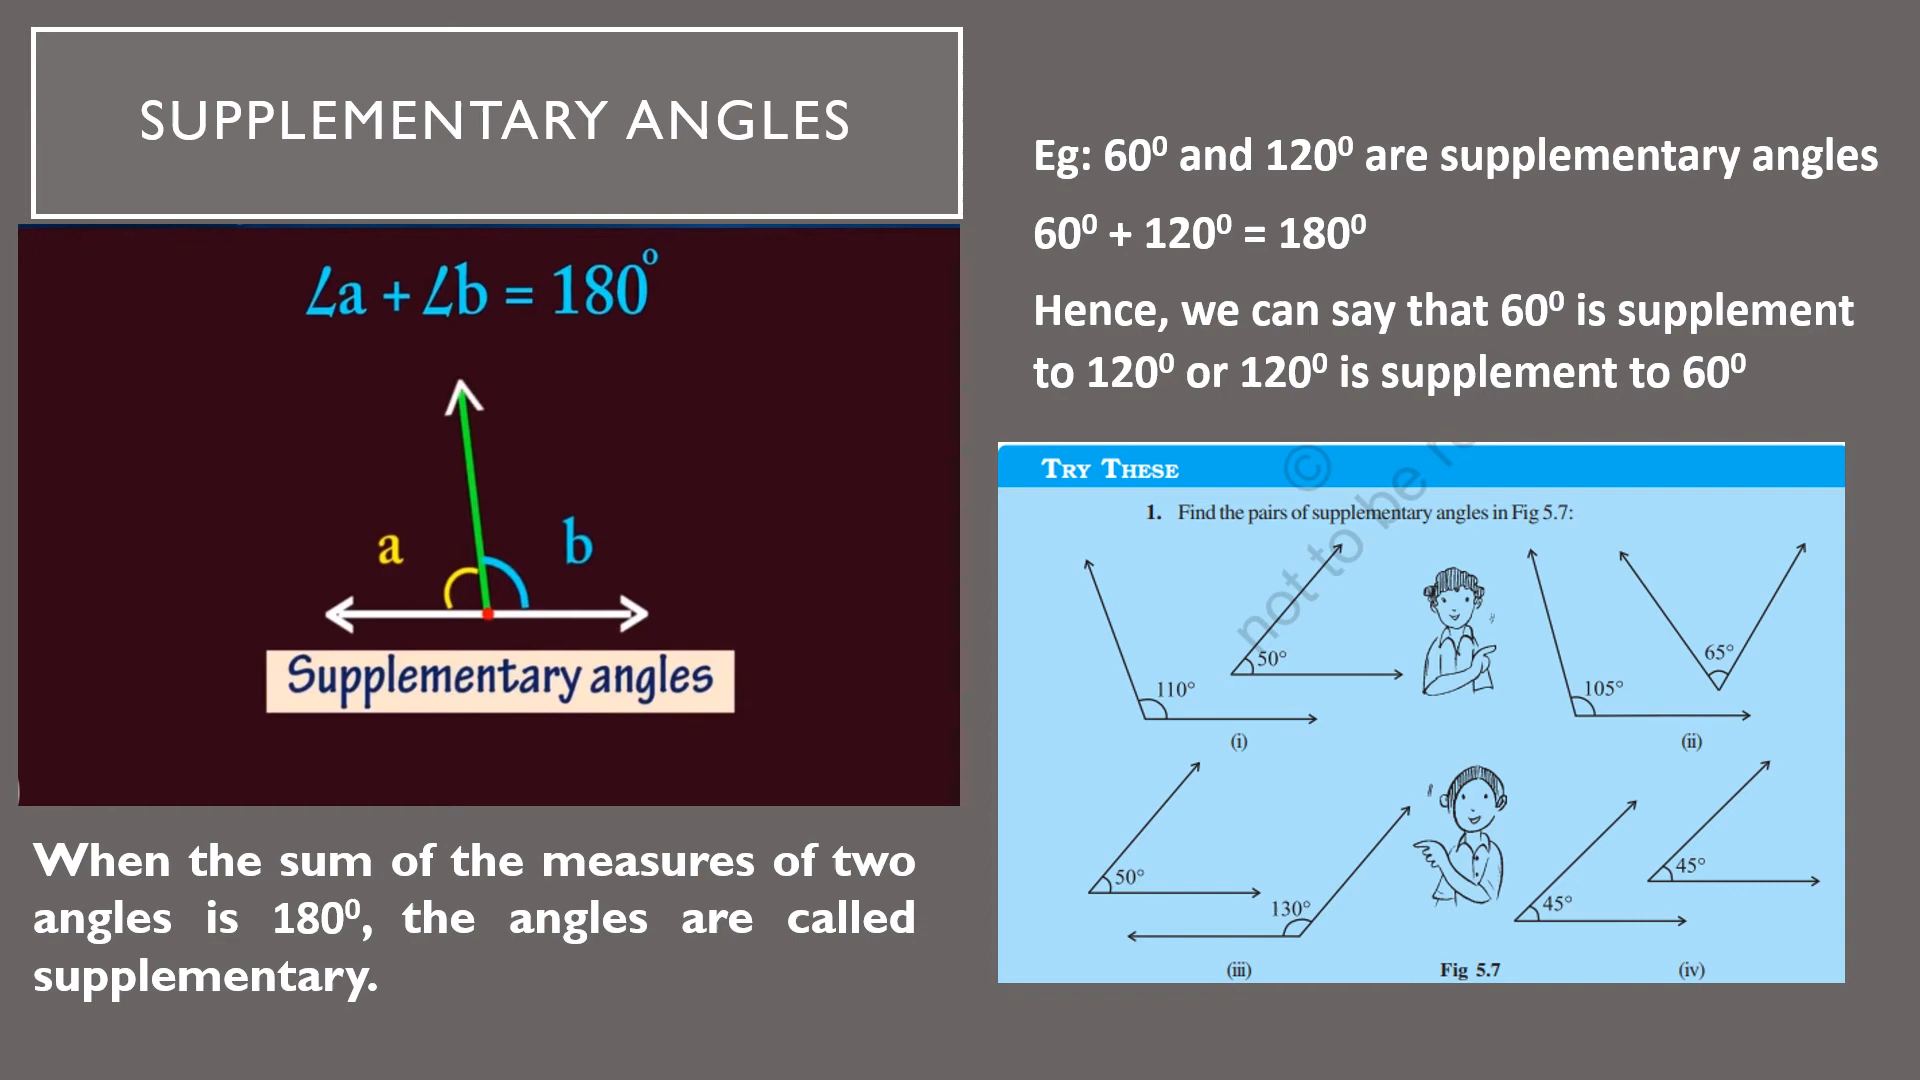 SUPPLEMENTARY ANGLES
∠a + ∠b = 180°
a
b
Supplementary angles
When the sum of the measures of two
angles is 180⁰, the angles are called
supplementary.
Eg: 60⁰ and 120⁰ are supplementary angles
60⁰ + 120⁰ = 180⁰
Hence, we can say that 60⁰ is supplement
to 120⁰ or 120⁰ is supplement to 60⁰
TRY THESE
©
not to be
1. Find the pairs of supplementary angles in Fig 5.7:
110°
50°
(i)
105°
65°
(ii)
50°
130°
(iii)
Fig 5.7
45°
45°
(iv)